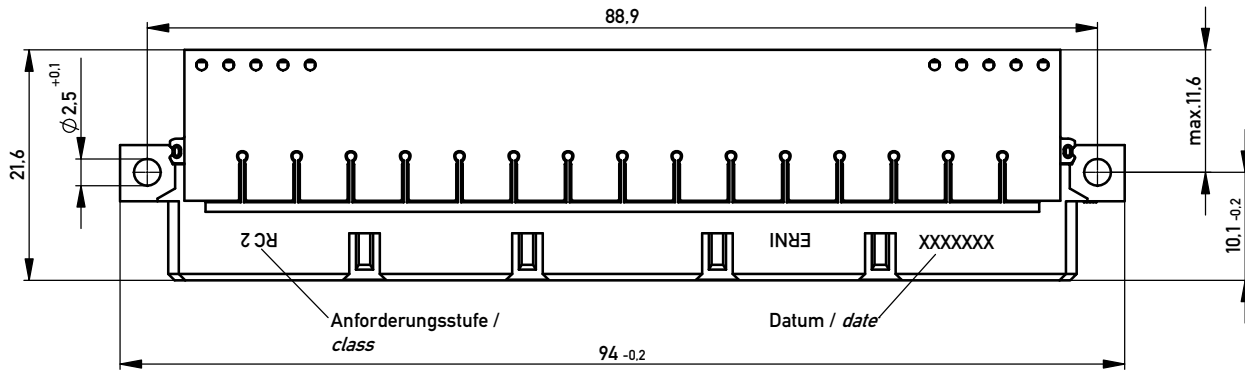 88,9
⌀2,5 +0,1
21,6
max.11,6
10,1 -0,2
RC 2
ERNI
XXXXXXX
Anforderungsstufe /
class
Datum / date
94 -0,2